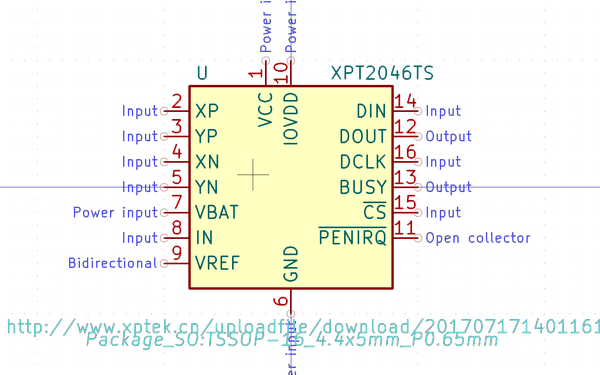 Power i
Power i
U
XPT2046TS
1
10
VCC
IOVDD
Input 2 XP
Input 3 YP
Input 4 XN
Input 5 YN
Power input 7 VBAT
Input 8 IN
Bidirectional 9 VREF
DIN 14 Input
DOUT 12 Output
DCLK 16 Input
BUSY 13 Output
CS 15 Input
PENIRQ 11 Open collector
GND
6
http://www.xptek.cn/uploadfile/download/201707171401161
Package_SO:TSSOP-16_4.4x5mm_P0.65mm
er input